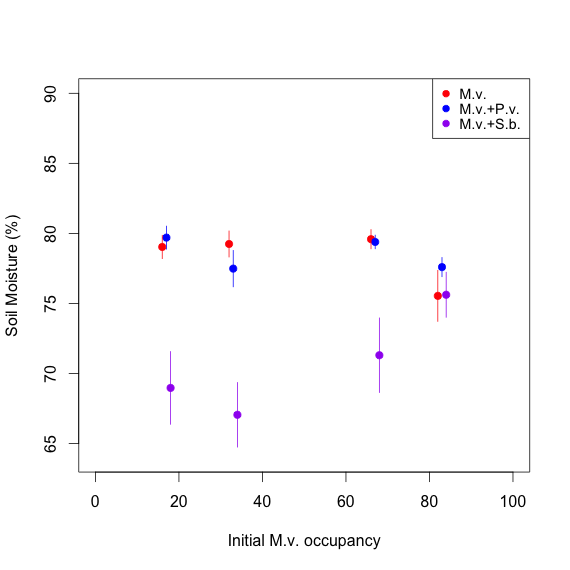 M.v.
M.v.+P.v.
M.v.+S.b.
Soil Moisture (%)
90
85
80
75
70
65
0 20 40 60 80 100
Initial M.v. occupancy